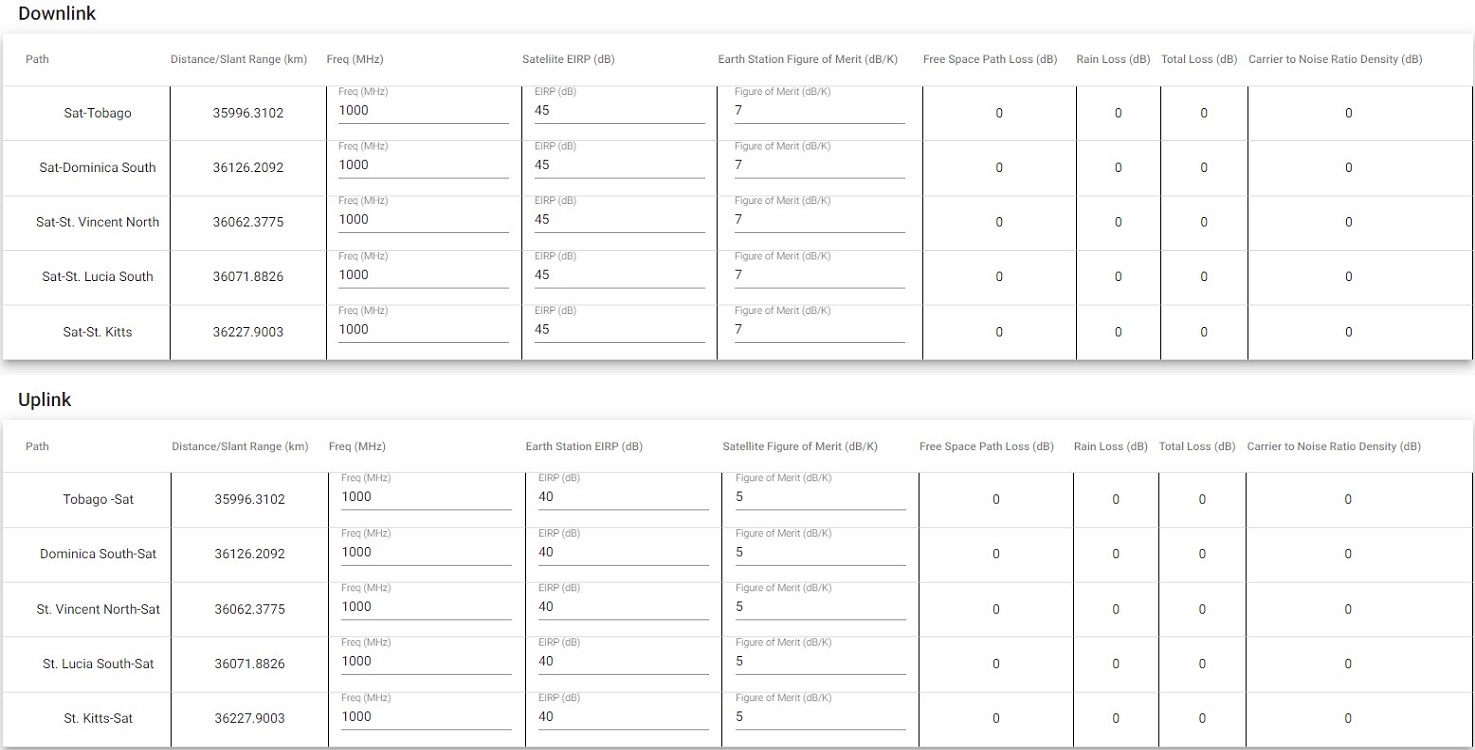 Downlink
Path Distance/Slant Range (km) Freq (MHz) Sateliite EIRP (dB) Earth Station Figure of Merit (dB/K) Free Space Path Loss (dB) Rain Loss (dB) Total Loss (dB) Carrier to Noise Ratio Density (dB)
Freq (MHz) EIRP (dB) Figure of Merit (dB/K)
Sat-Tobago 35996.3102 1000 45 7 0 0 0 0
Freq (MHz) EIRP (dB) Figure of Merit (dB/K)
Sat-Dominica South 36126.2092 1000 45 7 0 0 0 0
Freq (MHz) EIRP (dB) Figure of Merit (dB/K)
Sat-St. Vincent North 36062.3775 1000 45 7 0 0 0 0
Freq (MHz) EIRP (dB) Figure of Merit (dB/K)
Sat-St. Lucia South 36071.8826 1000 45 7 0 0 0 0
Freq (MHz) EIRP (dB) Figure of Merit (dB/K)
Sat-St. Kitts 36227.9003 1000 45 7 0 0 0 0
Uplink
Path Distance/Slant Range (km) Freq (MHz) Earth Station EIRP (dB) Satellite Figure of Merit (dB/K) Free Space Path Loss (dB) Rain Loss (dB) Total Loss (dB) Carrier to Noise Ratio Density (dB)
Freq (MHz) EIRP (dB) Figure of Merit (dB/K)
Tobago -Sat 35996.3102 1000 40 5 0 0 0 0
Freq (MHz) EIRP (dB) Figure of Merit (dB/K)
Dominica South-Sat 36126.2092 1000 40 5 0 0 0 0
Freq (MHz) EIRP (dB) Figure of Merit (dB/K)
St. Vincent North-Sat 36062.3775 1000 40 5 0 0 0 0
Freq (MHz) EIRP (dB) Figure of Merit (dB/K)
St. Lucia South-Sat 36071.8826 1000 40 5 0 0 0 0
Freq (MHz) EIRP (dB) Figure of Merit (dB/K)
St. Kitts-Sat 36227.9003 1000 40 5 0 0 0 0